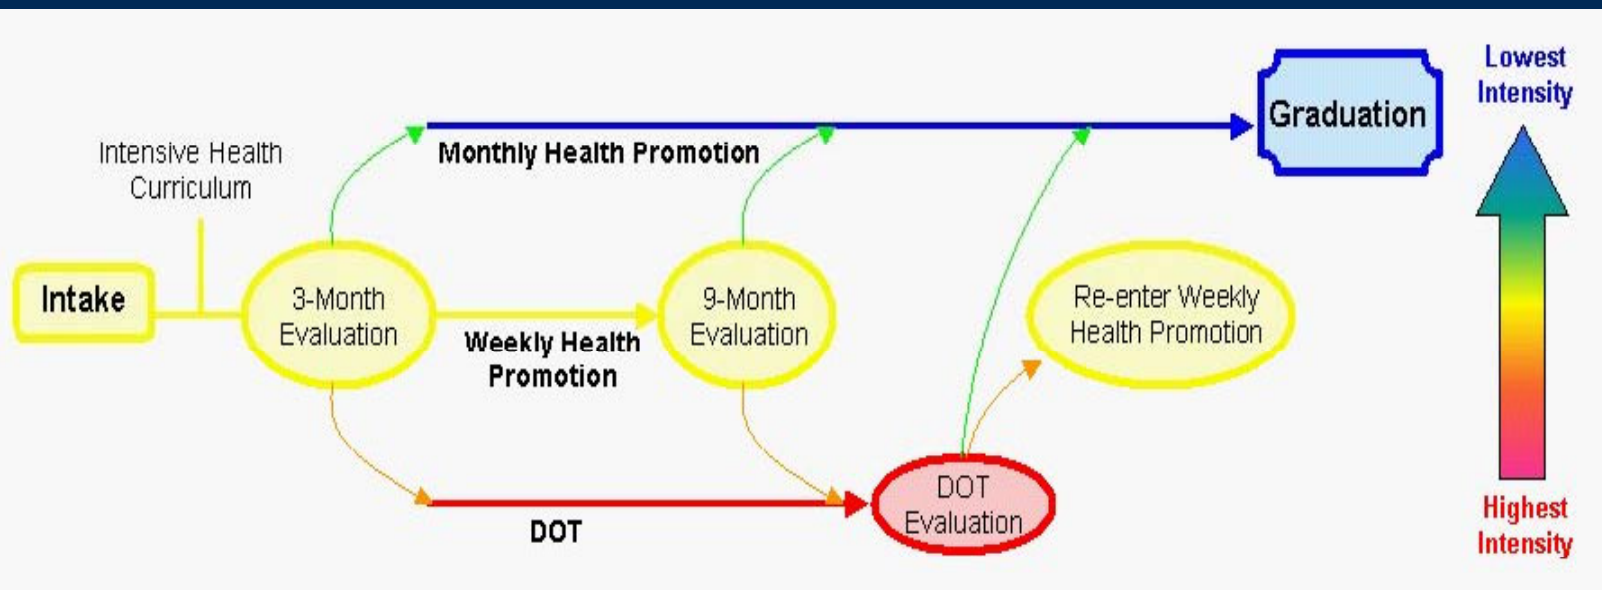 Lowest
Intensity
Graduation
Monthly Health Promotion
Intensive Health
Curriculum
Intake
3-Month
Evaluation
Weekly Health
Promotion
9-Month
Evaluation
Re-enter Weekly
Health Promotion
DOT
Evaluation
DOT
Highest
Intensity